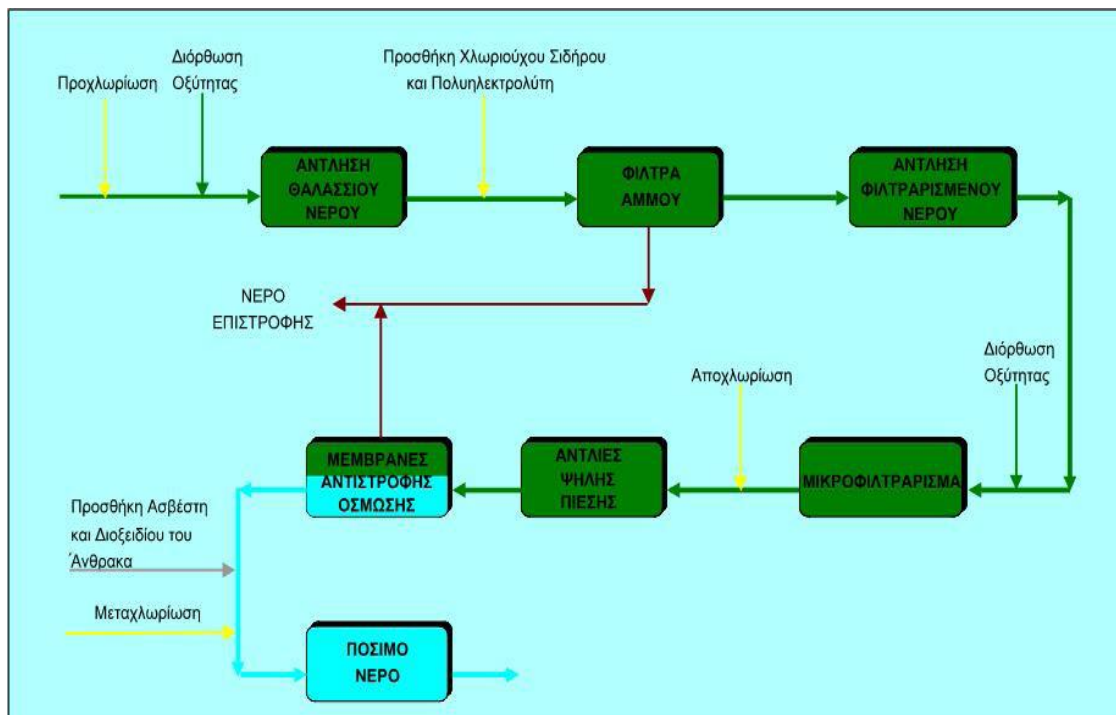 Προχλωρίωση
Διόρθωση
Οξύτητας
Προσθήκη Χλωριούχου Σιδήρου
και Πολυηλεκτρολύτη
ΑΝΤΛΗΣΗ
ΘΑΛΑΣΣΙΟΥ
ΝΕΡΟΥ
ΦΙΛΤΡΑ
ΑΜΜΟΥ
ΑΝΤΛΗΣΗ
ΦΙΛΤΡΑΡΙΣΜΕΝΟΥ
ΝΕΡΟΥ
ΝΕΡΟ
ΕΠΙΣΤΡΟΦΗΣ
Αποχλωρίωση
Διόρθωση
Οξύτητας
ΜΕΜΒΡΑΝΕΣ
ΑΝΤΙΣΤΡΟΦΗΣ
ΟΣΜΩΣΗΣ
ΑΝΤΛΙΕΣ
ΨΗΛΗΣ
ΠΙΕΣΗΣ
ΜΙΚΡΟΦΙΛΤΡΑΡΙΣΜΑ
Προσθήκη Ασβέστη
και Διοξειδίου του
Άνθρακα
Μεταχλωρίωση
ΠΟΣΙΜΟ
ΝΕΡΟ